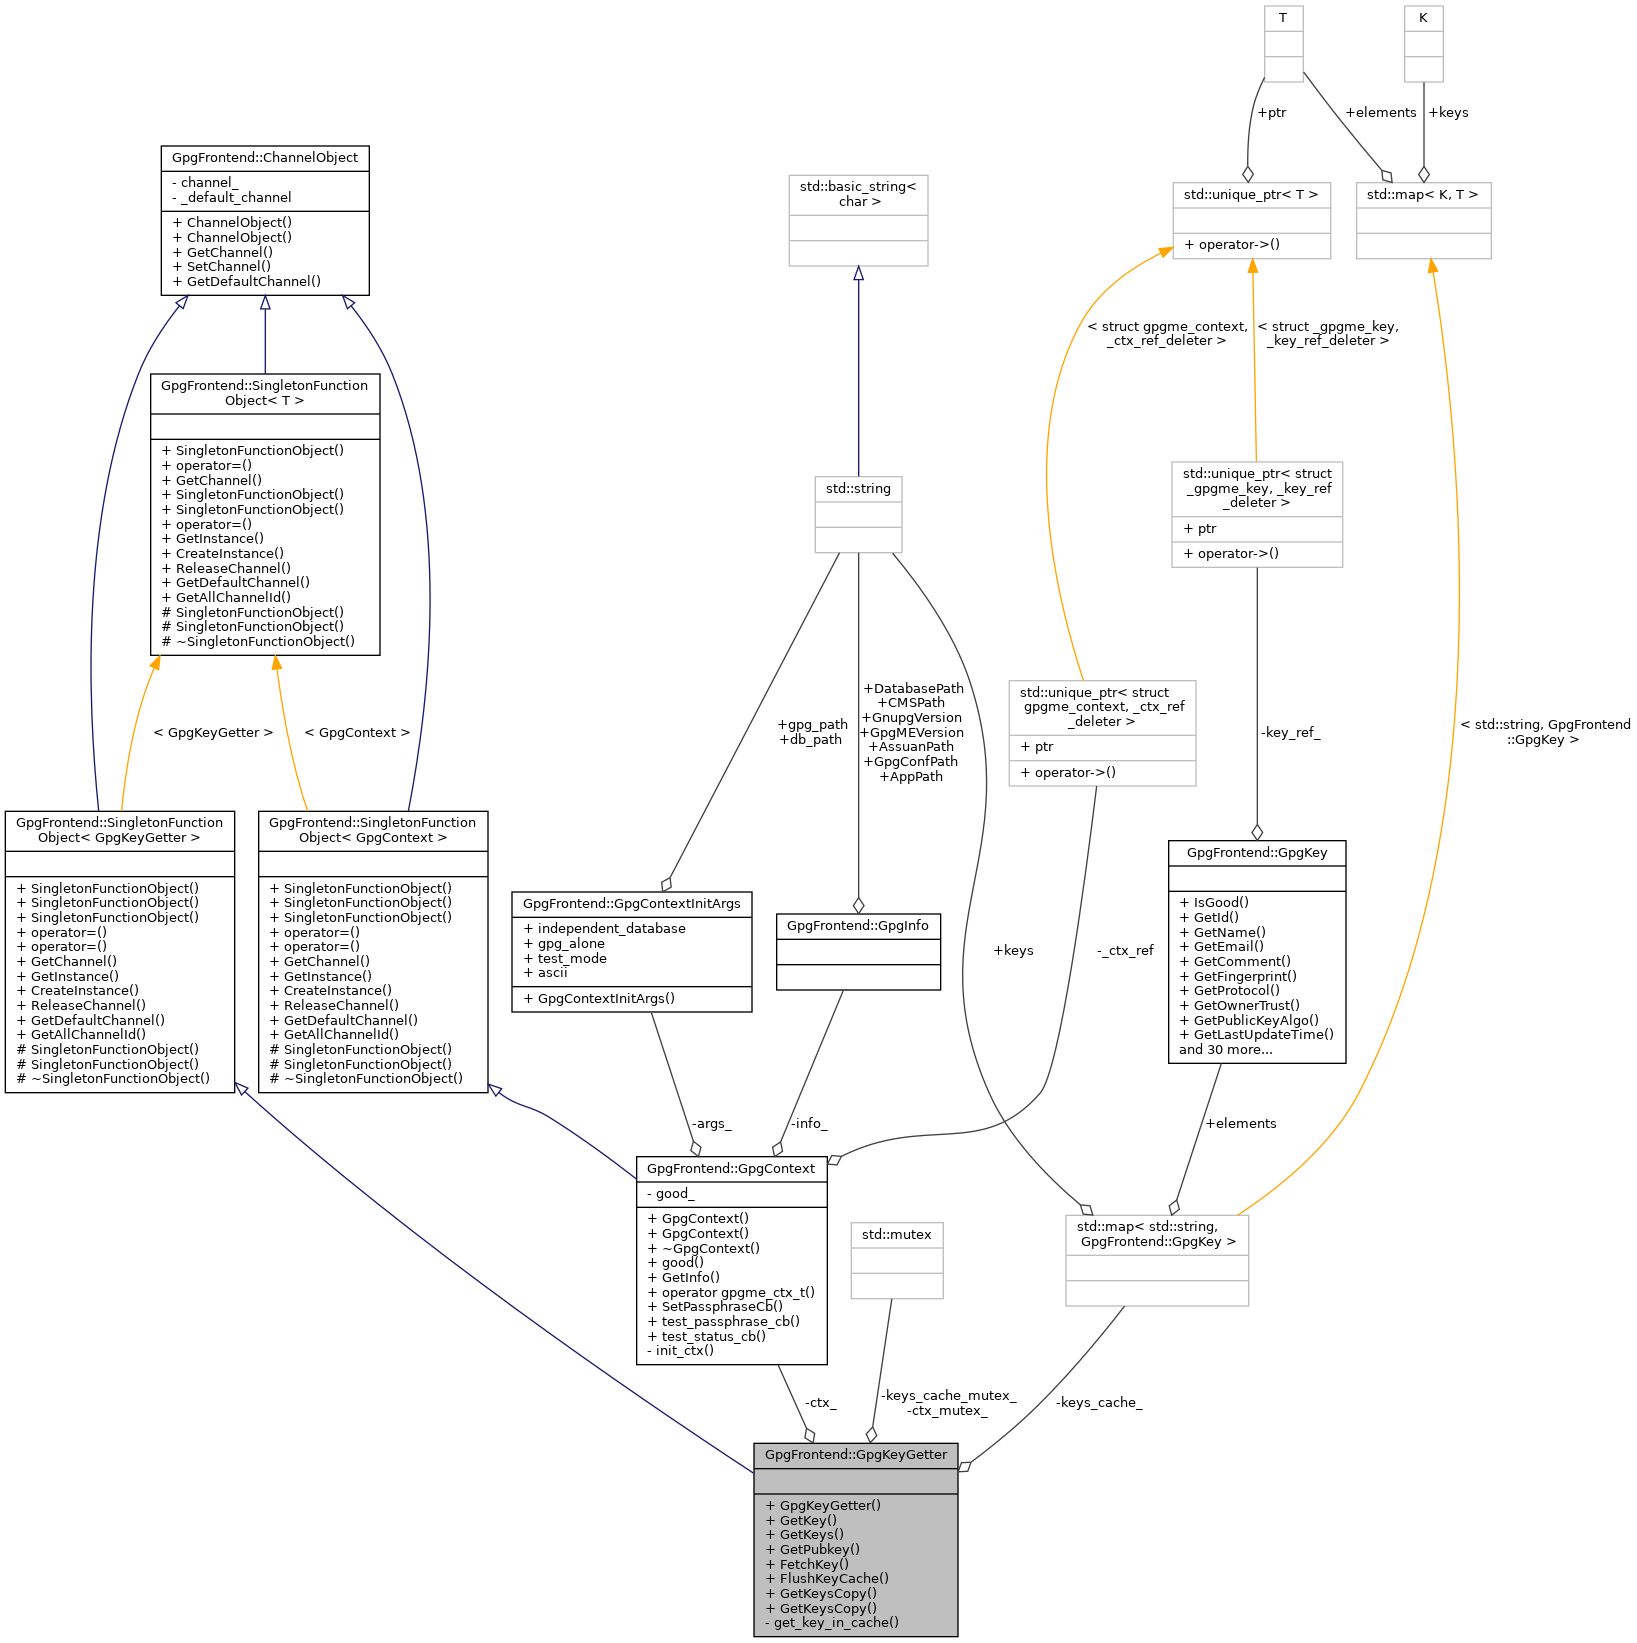 T
K
+ptr
+elements
+keys
GpgFrontend::ChannelObject
- channel_
- _default_channel
+ ChannelObject()
+ ChannelObject()
+ GetChannel()
+ SetChannel()
+ GetDefaultChannel()
std::basic_string<
char >
std::unique_ptr< T >
+ operator->()
std::map< K, T >
< struct gpgme_context,
_ctx_ref_deleter >
< struct _gpgme_key,
_key_ref_deleter >
GpgFrontend::SingletonFunction
Object< T >
+ SingletonFunctionObject()
+ operator=()
+ GetChannel()
+ SingletonFunctionObject()
+ SingletonFunctionObject()
+ operator=()
+ GetInstance()
+ CreateInstance()
+ ReleaseChannel()
+ GetDefaultChannel()
+ GetAllChannelId()
# SingletonFunctionObject()
# SingletonFunctionObject()
# ~SingletonFunctionObject()
std::string
std::unique_ptr< struct
_gpgme_key, _key_ref
_deleter >
+ ptr
+ operator->()
< GpgKeyGetter >
< GpgContext >
+gpg_path
+db_path
+DatabasePath
+CMSPath
+GnupgVersion
+GpgMEVersion
+AssuanPath
+GpgConfPath
+AppPath
std::unique_ptr< struct
gpgme_context, _ctx_ref
_deleter >
+ ptr
+ operator->()
-key_ref_
< std::string, GpgFrontend
::GpgKey >
GpgFrontend::SingletonFunction
Object< GpgKeyGetter >
+ SingletonFunctionObject()
+ SingletonFunctionObject()
+ SingletonFunctionObject()
+ operator=()
+ operator=()
+ GetChannel()
+ GetInstance()
+ CreateInstance()
+ ReleaseChannel()
+ GetDefaultChannel()
+ GetAllChannelId()
# SingletonFunctionObject()
# SingletonFunctionObject()
# ~SingletonFunctionObject()
GpgFrontend::SingletonFunction
Object< GpgContext >
+ SingletonFunctionObject()
+ SingletonFunctionObject()
+ SingletonFunctionObject()
+ operator=()
+ operator=()
+ GetChannel()
+ GetInstance()
+ CreateInstance()
+ ReleaseChannel()
+ GetDefaultChannel()
+ GetAllChannelId()
# SingletonFunctionObject()
# SingletonFunctionObject()
# ~SingletonFunctionObject()
GpgFrontend::GpgContextInitArgs
+ independent_database
+ gpg_alone
+ test_mode
+ ascii
+ GpgContextInitArgs()
GpgFrontend::GpgInfo
+keys
-_ctx_ref
GpgFrontend::GpgKey
+ IsGood()
+ GetId()
+ GetName()
+ GetEmail()
+ GetComment()
+ GetFingerprint()
+ GetProtocol()
+ GetOwnerTrust()
+ GetPublicKeyAlgo()
+ GetLastUpdateTime()
and 30 more...
-args_
-info_
+elements
GpgFrontend::GpgContext
- good_
+ GpgContext()
+ GpgContext()
+ ~GpgContext()
+ good()
+ GetInfo()
+ operator gpgme_ctx_t()
+ SetPassphraseCb()
+ test_passphrase_cb()
+ test_status_cb()
- init_ctx()
std::mutex
std::map< std::string,
GpgFrontend::GpgKey >
-ctx_
-keys_cache_mutex_
-ctx_mutex_
-keys_cache_
GpgFrontend::GpgKeyGetter
+ GpgKeyGetter()
+ GetKey()
+ GetKeys()
+ GetPubkey()
+ FetchKey()
+ FlushKeyCache()
+ GetKeysCopy()
+ GetKeysCopy()
- get_key_in_cache()